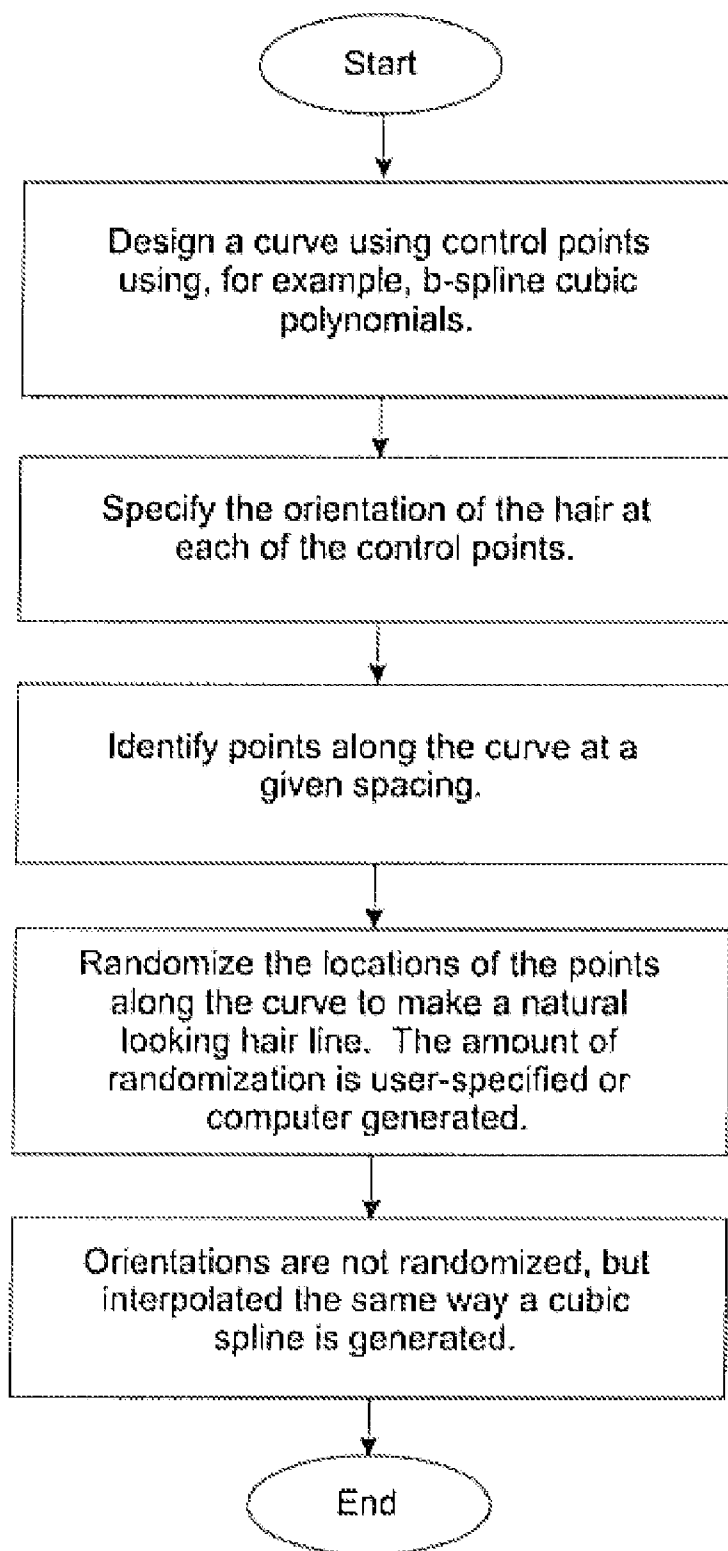 Start
Design a curve using control points
using, for example, b-spline cubic
polynomials.
Specify the orientation of the hair at
each of the control points.
Identify points along the curve at a
given spacing.
Randomize the locations of the points
along the curve to make a natural
looking hair line. The amount of
randomization is user-specified or
computer generated.
Orientations are not randomized, but
interpolated the same way a cubic
spline is generated.
End